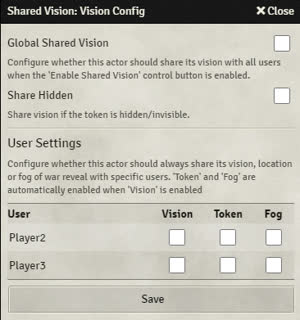 Shared Vision: Vision Config
Close
Global Shared Vision
Configure whether this actor should share its vision with all users
when the 'Enable Shared Vision' control button is enabled.
Share Hidden
Share vision if the token is hidden/invisible.
User Settings
Configure whether this actor should always share its vision, location
or fog of war reveal with specific users. 'Token' and 'Fog' are
automatically enabled when 'Vision' is enabled
User Vision Token Fog
Player2
Player3
Save